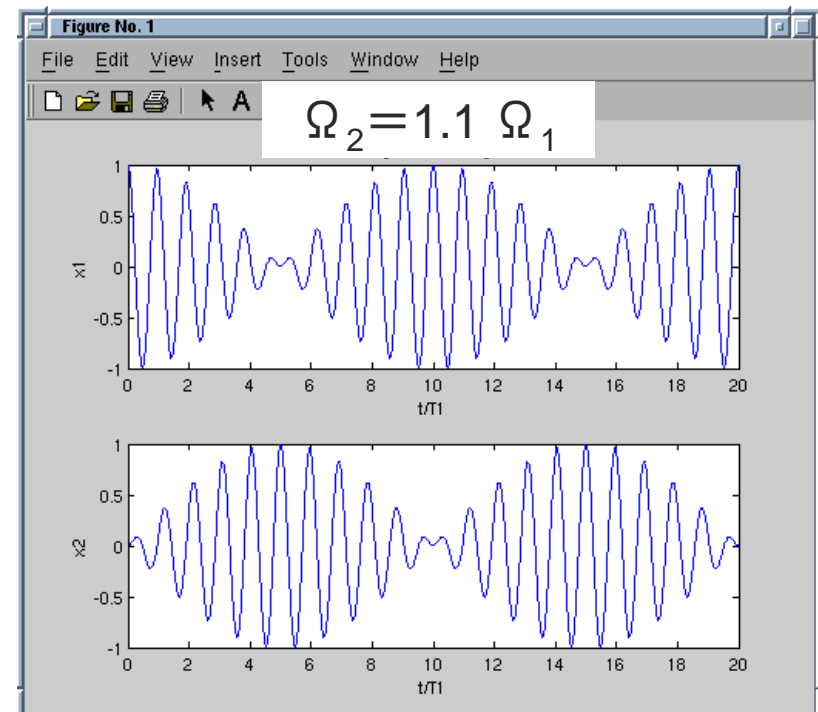 Figure No. 1
File Edit View Insert Tools Window Help
A
Ω₂=1.1 Ω₁
1
0.5
0
-0.5
-1
x1
0 2 4 6 8 10 12 14 16 18 20
t/T1
1
0.5
0
-0.5
-1
x2
0 2 4 6 8 10 12 14 16 18 20
t/T1